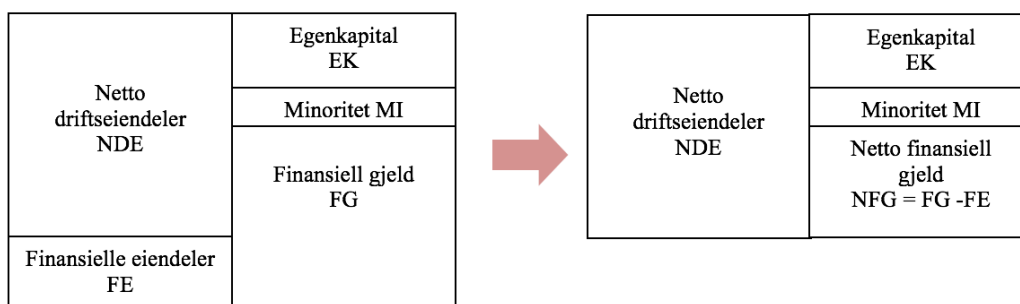 Netto
driftseiendeler
NDE
Finansielle eiendeler
FE
Egenkapital
EK
Minoritet MI
Finansiell gjeld
FG
Netto
driftseiendeler
NDE
Egenkapital
EK
Minoritet MI
Netto finansiell
gjeld
NFG = FG -FE